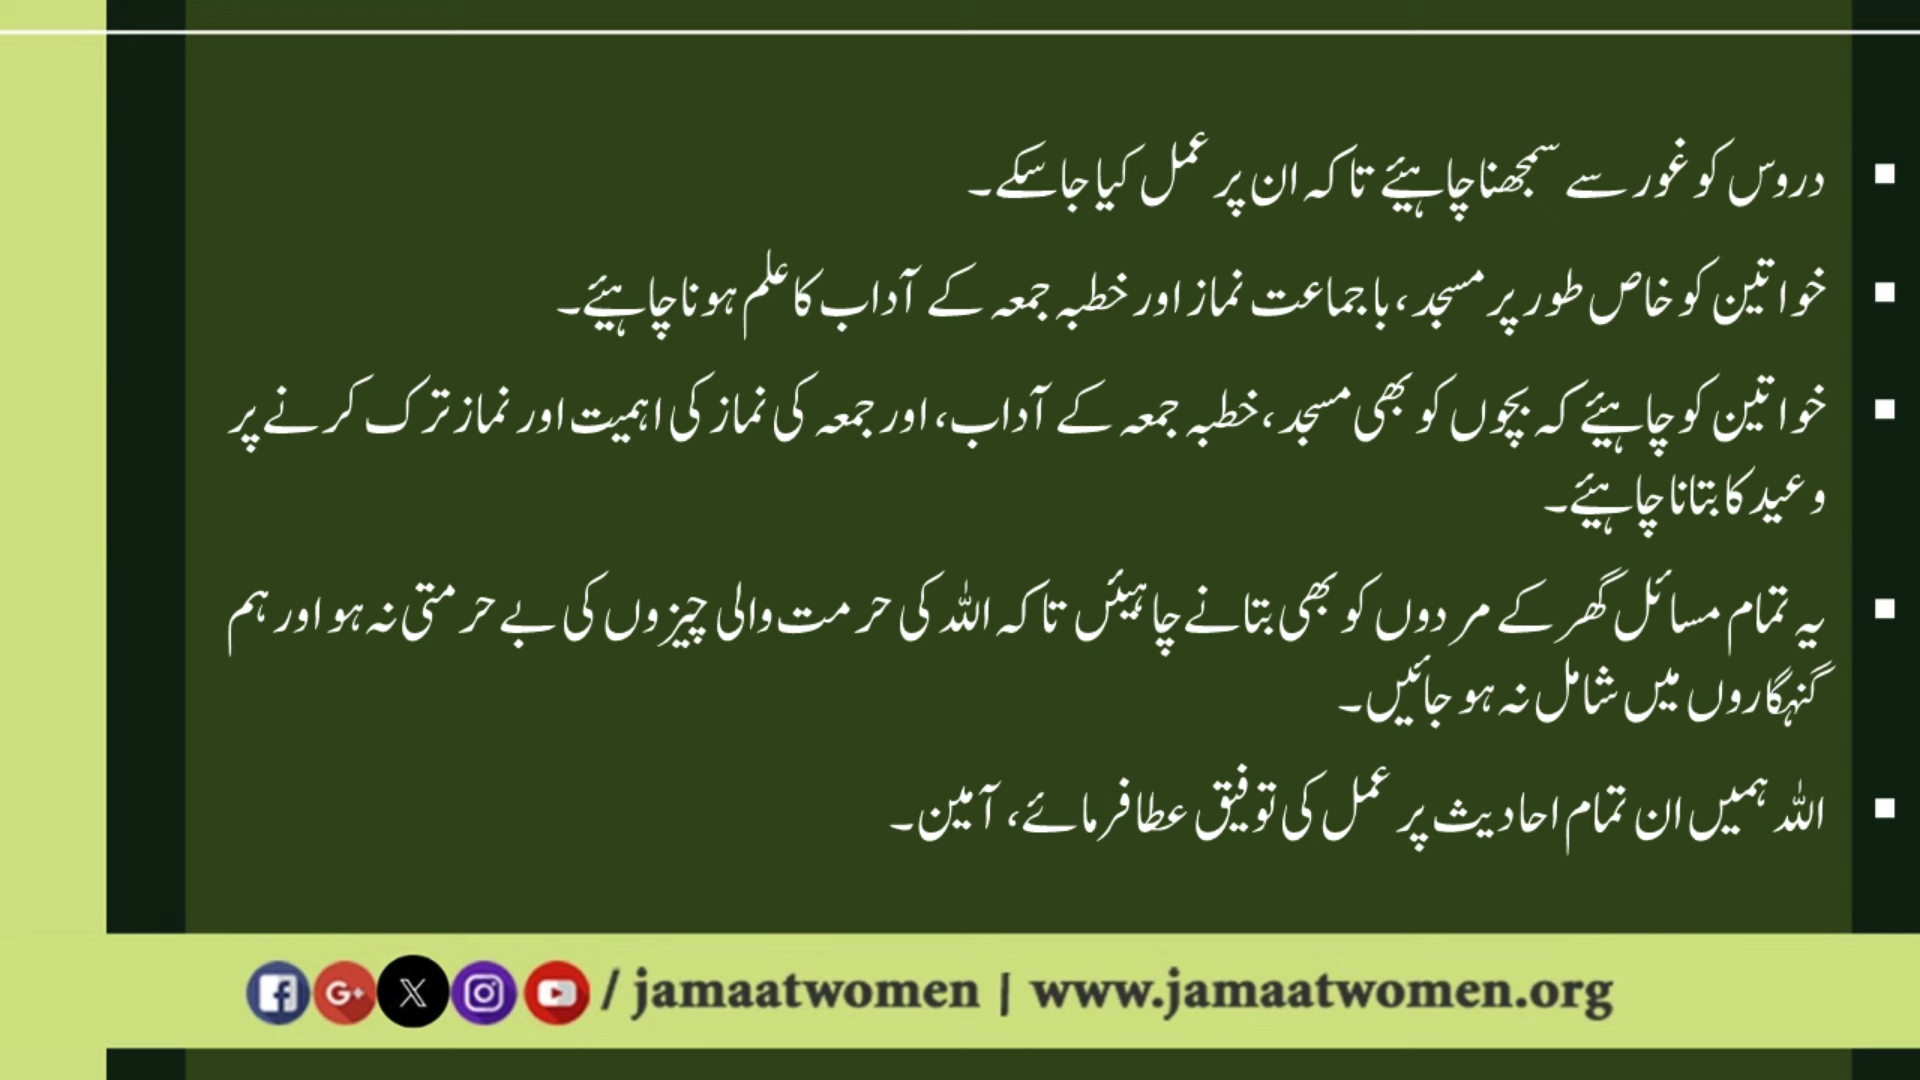 ▪ دروس کو غور سے سمجھنا چاہیئے تاکہ ان پر عمل کیا جاسکے۔
▪ خواتین کو خاص طور پر مسجد، باجماعت نماز اور خطبہ جمعہ کے آداب کا علم ہونا چاہیئے۔
▪ خواتین کو چاہیئے کہ بچوں کو بھی مسجد، خطبہ جمعہ کے آداب، اور جمعہ کی نماز کی اہمیت اور نماز ترک کرنے پر
وعید کا بتانا چاہیئے۔
▪ یہ تمام مسائل گھر کے مردوں کو بھی بتانے چاہیئں تاکہ اللہ کی حرمت والی چیزوں کی بے حرمتی نہ ہو اور ہم
گنہگاروں میں شامل نہ ہو جائیں۔
▪ اللہ ہمیں ان تمام احادیث پر عمل کی توفیق عطا فرمائے، آمین۔
/ jamaatwomen | www.jamaatwomen.org